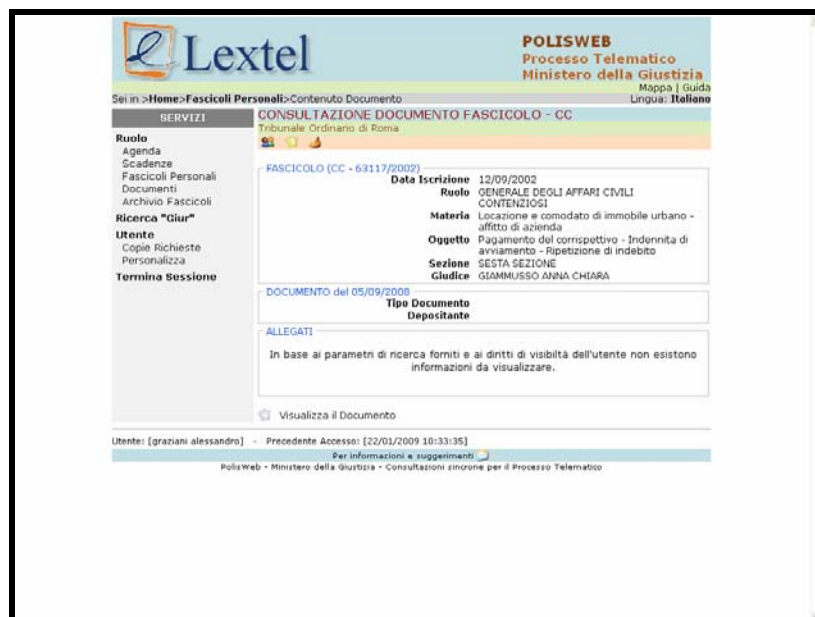 Lextel
POLISWEB
Processo Telematico
Ministero della Giustizia
Mappa | Guida
Sei in >Home>Fascicoli Personali>Contenuto Documento
Lingua: Italiano
SERVIZI
Ruolo
Agenda
Scadenze
Fascicoli Personali
Documenti
Archivio Fascicoli
Ricerca "Giur"
Utente
Copie Richieste
Personalizza
Termina Sessione
CONSULTAZIONE DOCUMENTO FASCICOLO - CC
Tribunale Ordinario di Roma
FASCICOLO (CC - 63117/2002)
Data Iscrizione 12/09/2002
Ruolo GENERALE DEGLI AFFARI CIVILI
CONTENZIOSI
Materia Locazione e comodato di immobile urbano -
affitto di azienda
Oggetto Pagamento del corrispettivo - Indennita di
avviamento - Ripetizione di indebito
Sezione SESTA SEZIONE
Giudice GIAMMUSSO ANNA CHIARA
DOCUMENTO del 05/09/2008
Tipo Documento
Depositante
ALLEGATI
In base ai parametri di ricerca forniti e ai diritti di visibiltà dell'utente non esistono
informazioni da visualizzare.
Visualizza il Documento
Utente: [graziani alessandro] - Precedente Accesso: [22/01/2009 10:33:35]
Per informazioni e suggerimenti
PolisWeb - Ministero della Giustizia - Consultazioni sincrone per il Processo Telematico